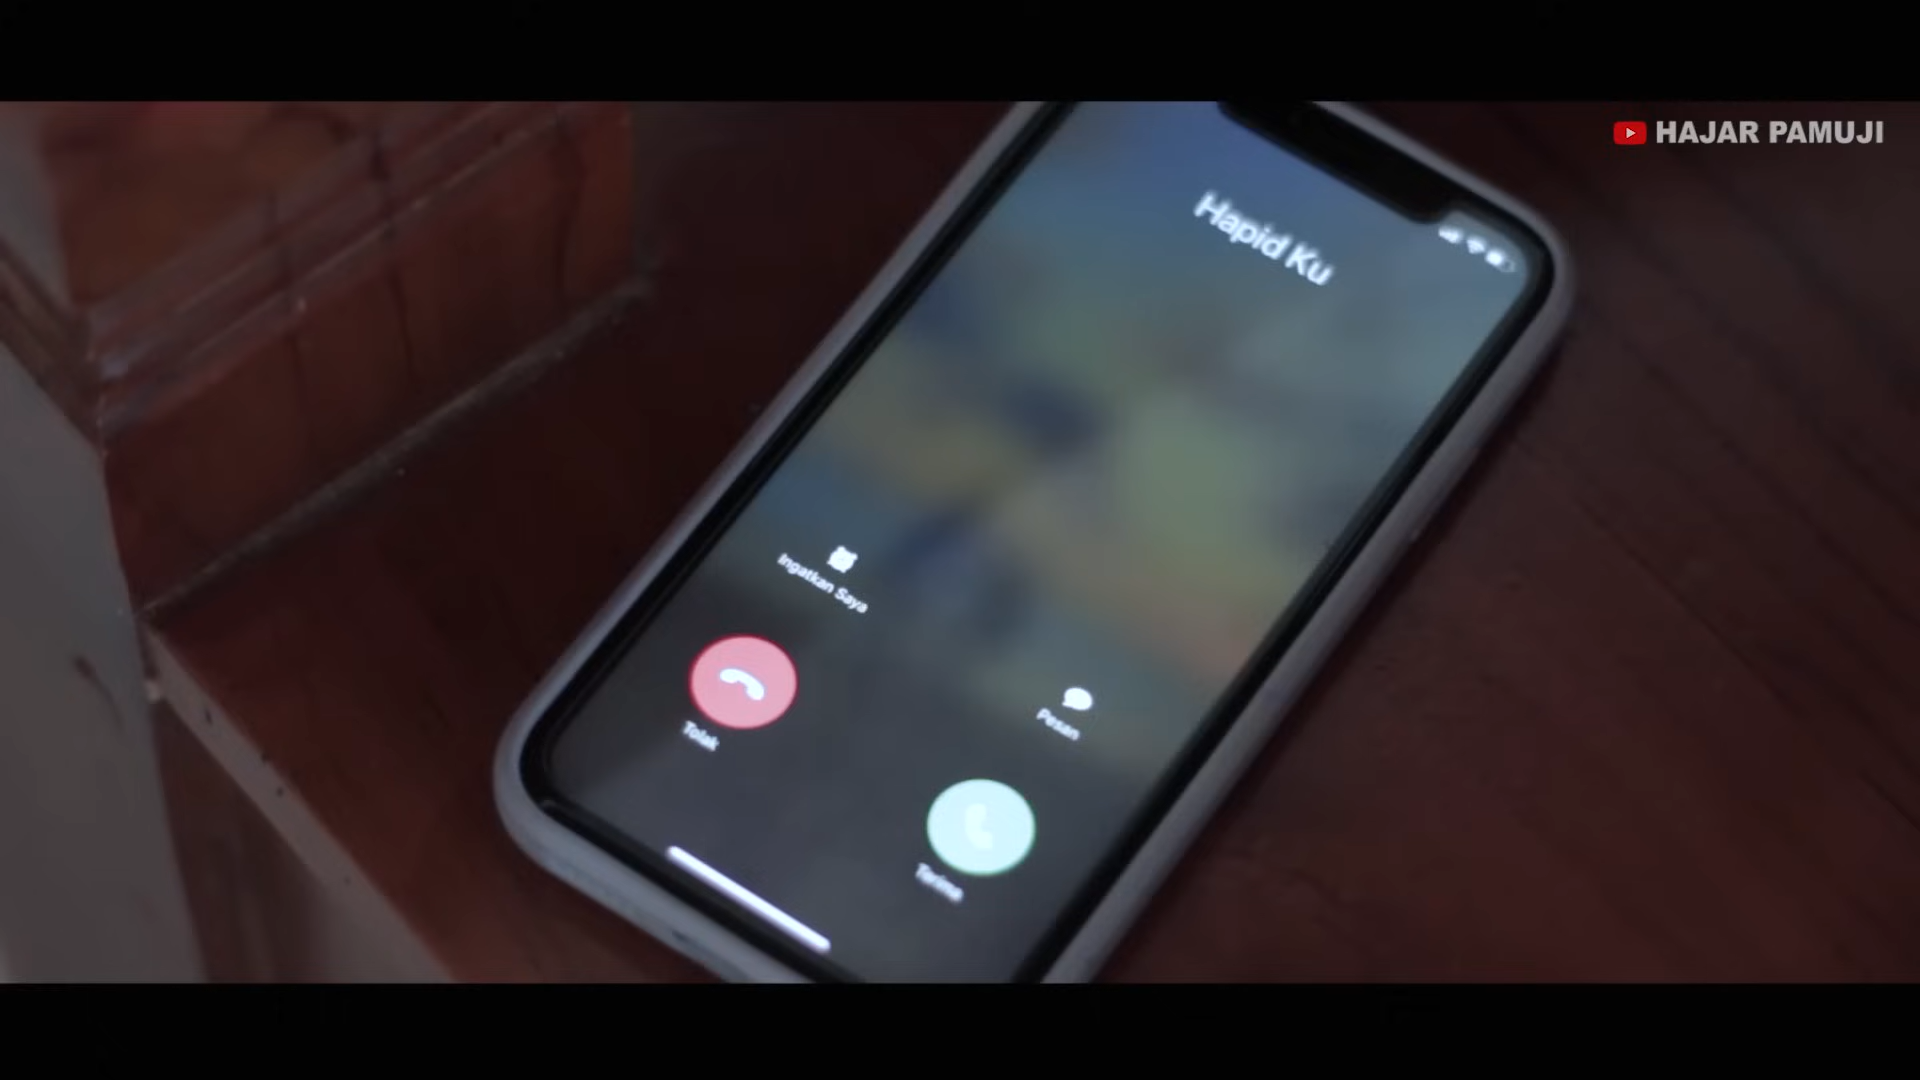 HAJAR PAMUJI
Hapid Ku
Ingatkan Saya
Pesan
Tolak
Terima